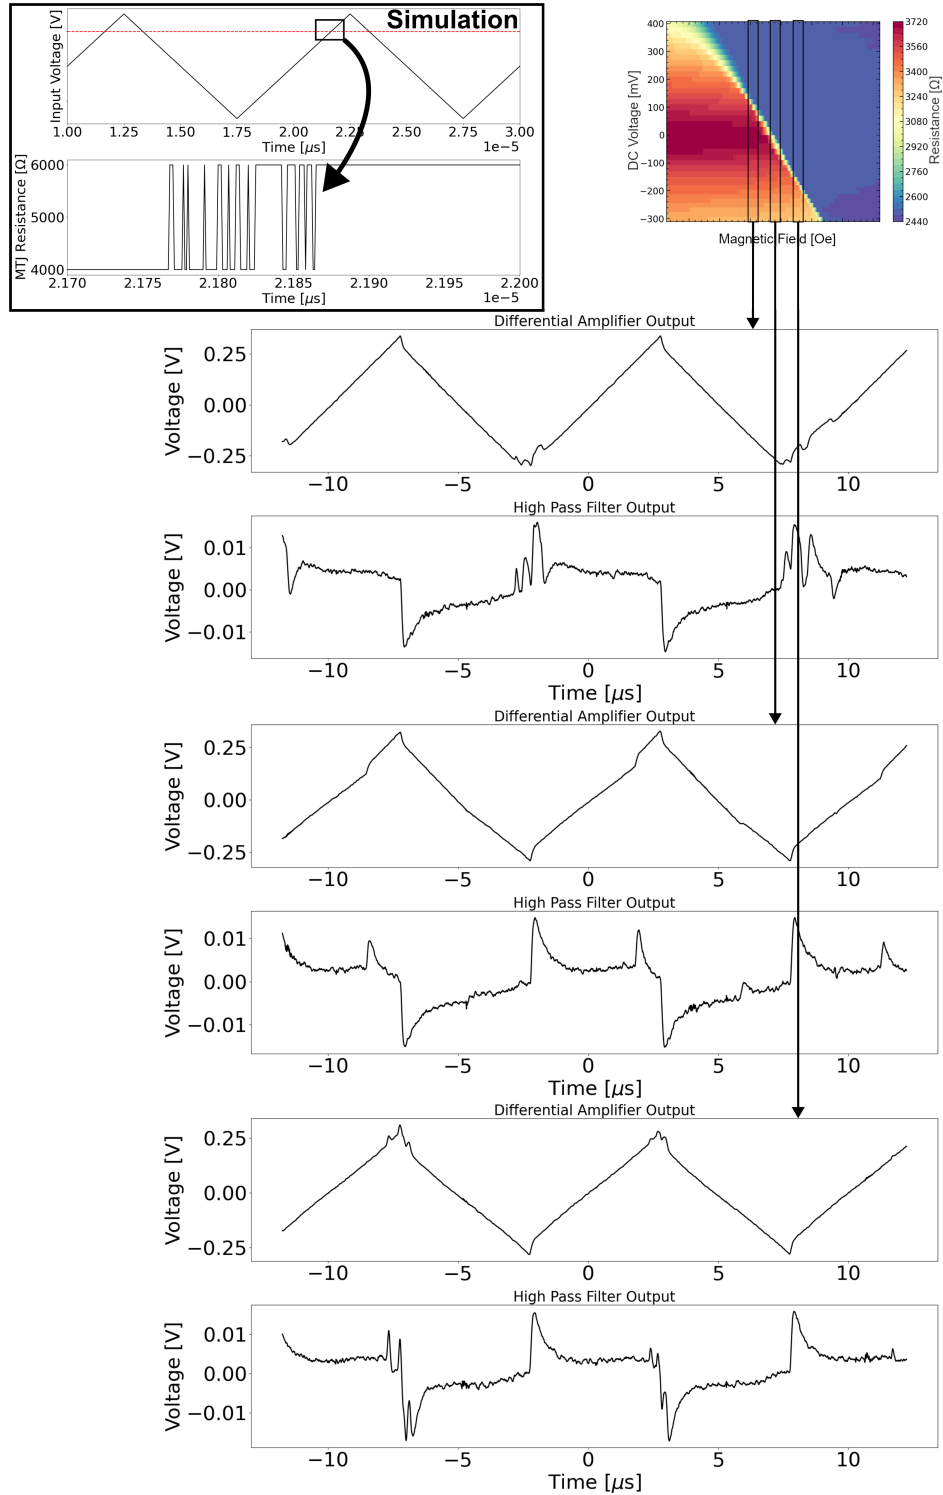 Simulation
Input Voltage [V]
1.00 1.25 1.50 1.75 2.00 2.25 2.50 2.75 3.00
Time [μs]
1e−5
MTJ Resistance [Ω]
6000
5000
4000
2.170 2.175 2.180 2.185 2.190 2.195 2.200
Time [μs]
1e−5
DC Voltage [mV]
400
300
200
100
0
−100
−200
−300
Magnetic Field [Oe]
3720
3560
3400
3240
3080
2920
2760
2600
2440
Resistance [Ω]
Differential Amplifier Output
Voltage [V]
0.25
0.00
−0.25
−10 −5 0 5 10
High Pass Filter Output
Voltage [V]
0.01
0.00
−0.01
−10 −5 0 5 10
Time [μs]
Differential Amplifier Output
Voltage [V]
0.25
0.00
−0.25
−10 −5 0 5 10
High Pass Filter Output
Voltage [V]
0.01
0.00
−0.01
−10 −5 0 5 10
Time [μs]
Differential Amplifier Output
Voltage [V]
0.25
0.00
−0.25
−10 −5 0 5 10
High Pass Filter Output
Voltage [V]
0.01
0.00
−0.01
−10 −5 0 5 10
Time [μs]